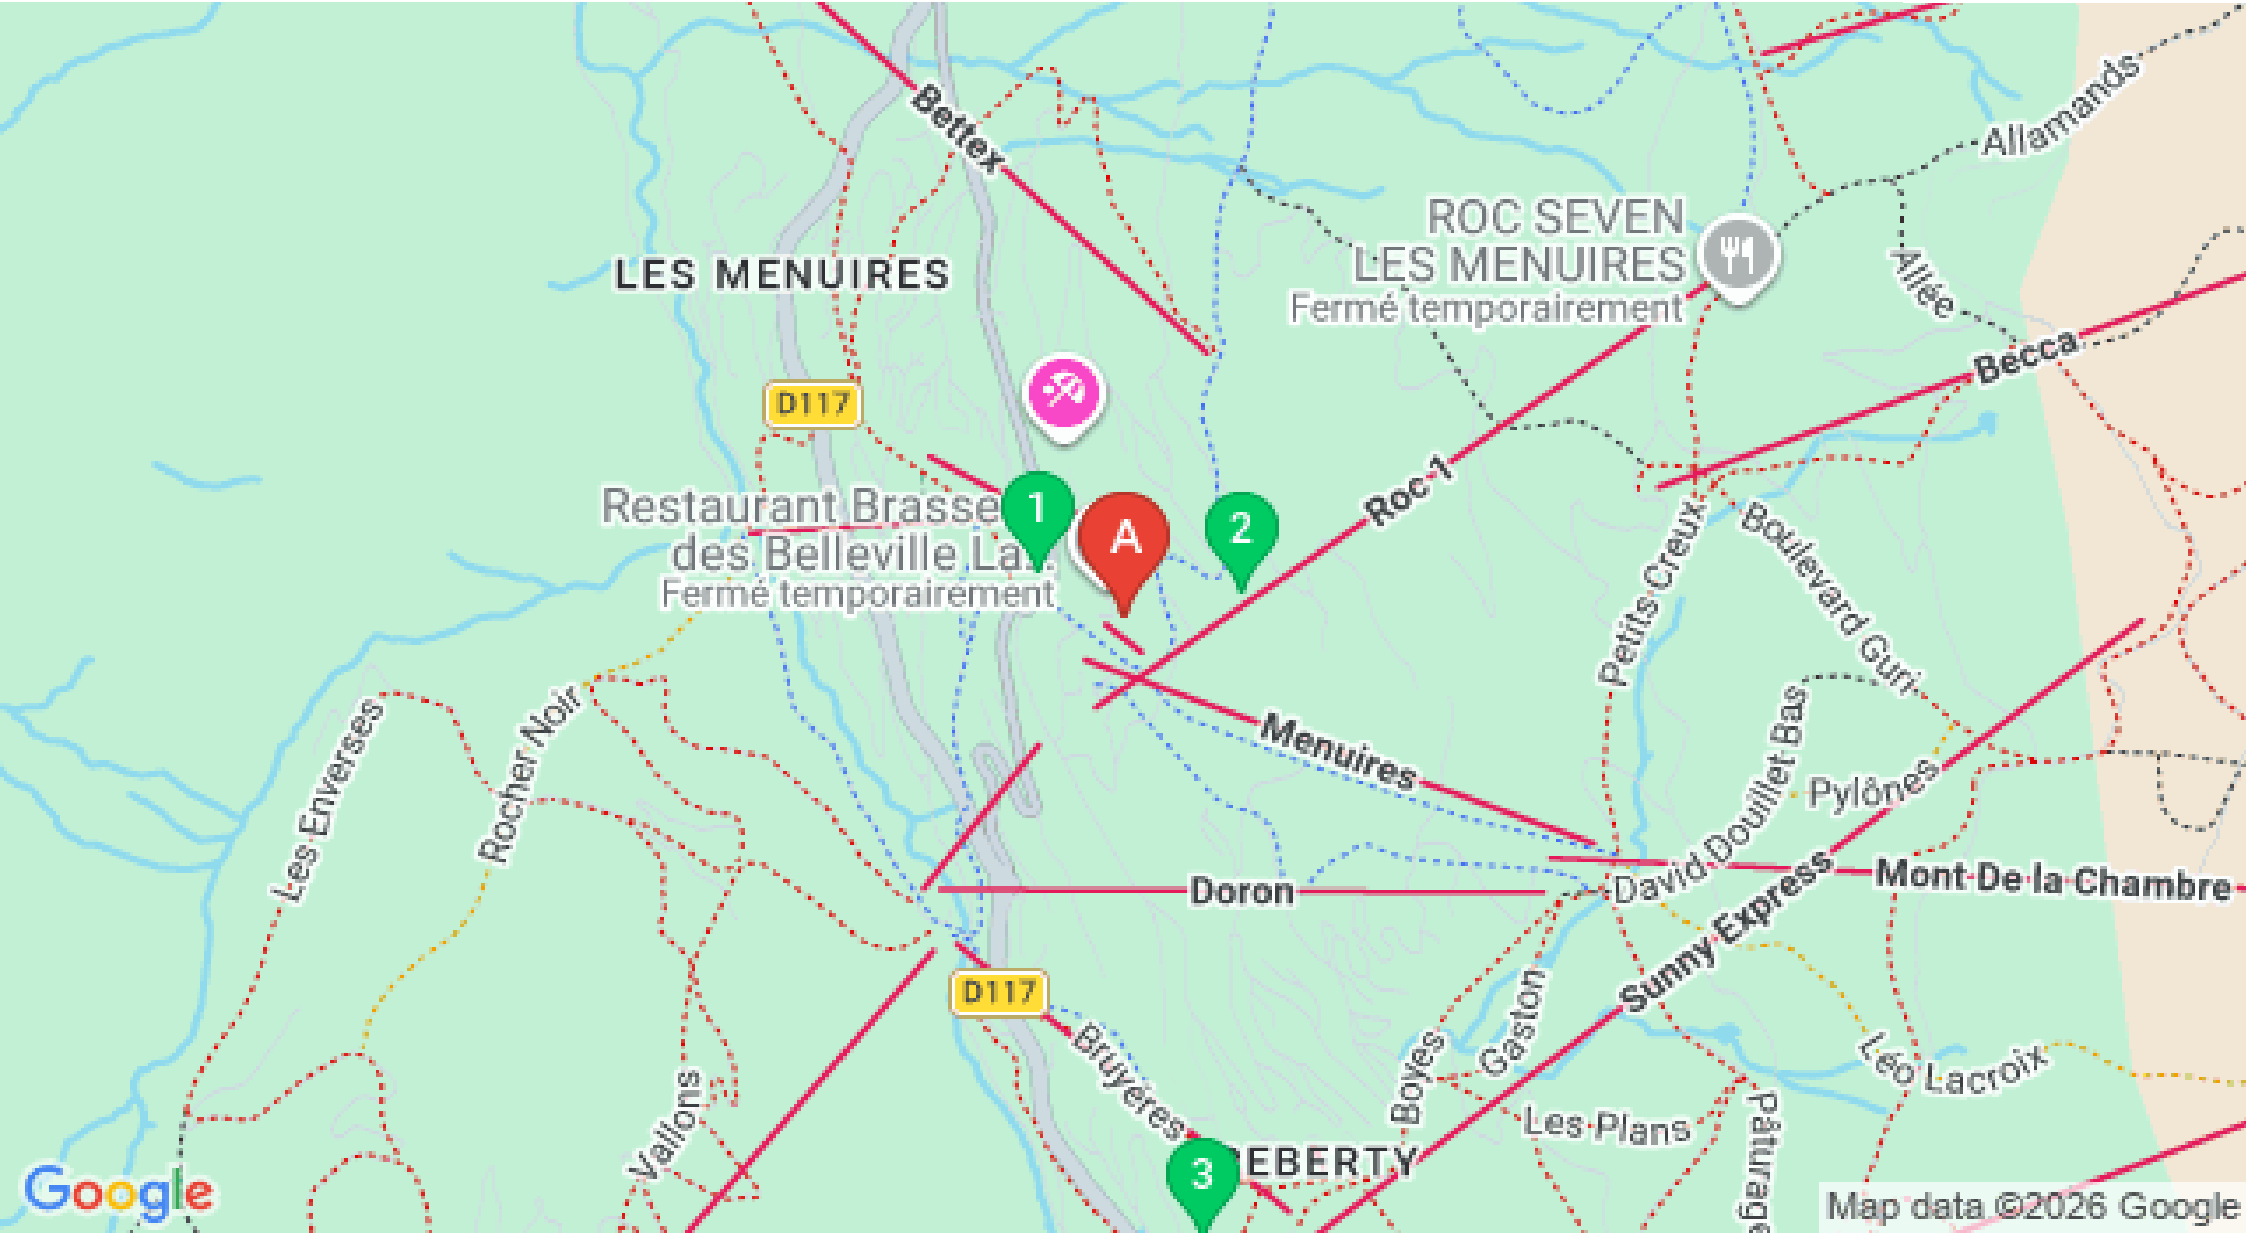 Bettex
Allamands
ROC SEVEN
LES MENUIRES
Fermé temporairement
LES MENUIRES
Allée
Becca
D117
Roc 1
Restaurant Brasse
des Belleville La...
Fermé temporairement
1
A
2
Petits Creux
Boulevard Guri
Les Enverses
Rocher Noir
Menuires
David Douillet Bas
Pylônes
Doron
Mont De la Chambre
Sunny Express
D117
Bruyéres
Gaston
Boyes
Léo Lacroix
Les Plans
Vallons
3
REBERTY
Pâturage
Google
Map data ©2026 Google